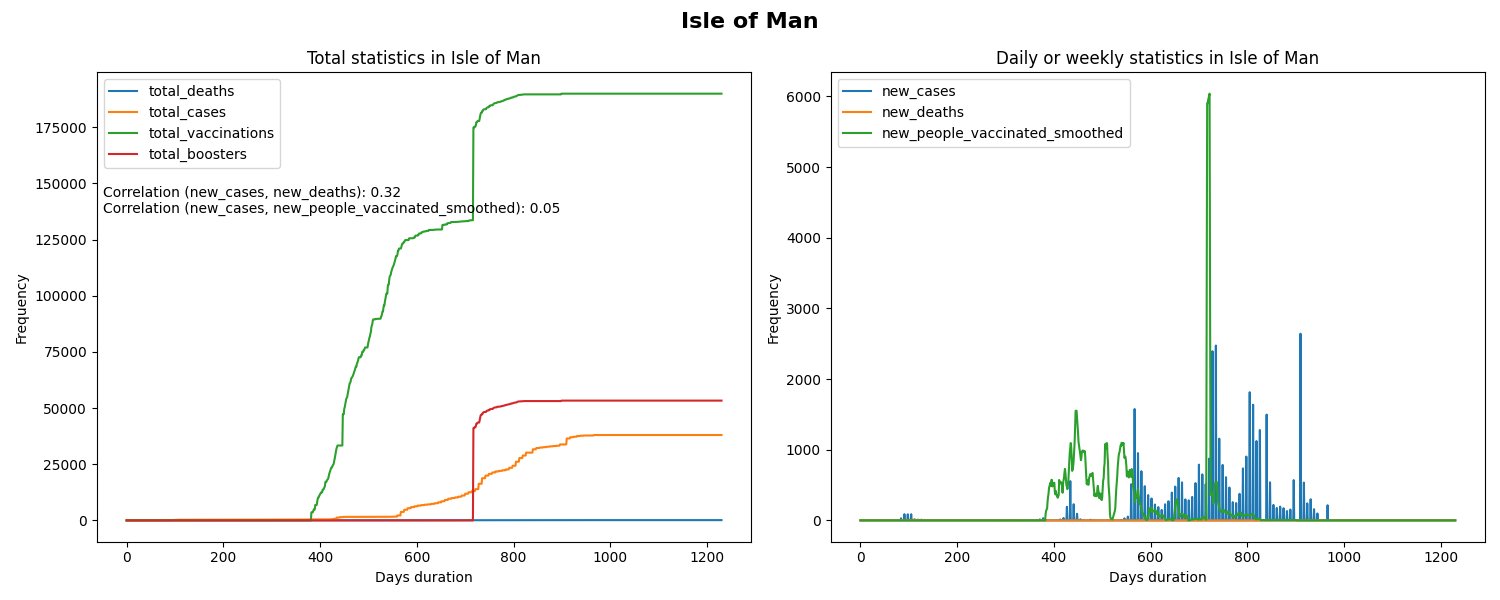 Isle of Man
Total statistics in Isle of Man
total_deaths
total_cases
total_vaccinations
total_boosters
Correlation (new_cases, new_deaths): 0.32
Correlation (new_cases, new_people_vaccinated_smoothed): 0.05
Frequency
175000
150000
125000
100000
75000
50000
25000
0
0 200 400 600 800 1000 1200
Days duration
Daily or weekly statistics in Isle of Man
new_cases
new_deaths
new_people_vaccinated_smoothed
Frequency
6000
5000
4000
3000
2000
1000
0
0 200 400 600 800 1000 1200
Days duration